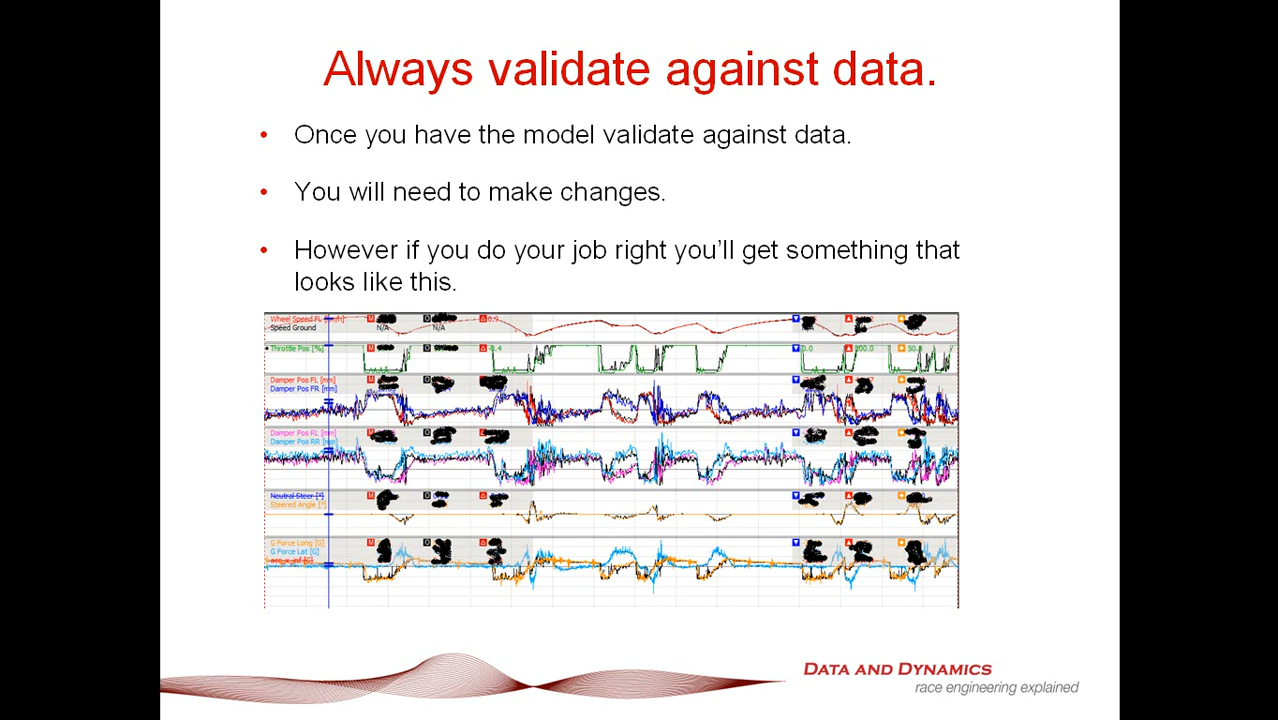 Always validate against data.
• Once you have the model validate against data.
• You will need to make changes.
• However if you do your job right you'll get something that
looks like this.
Wheel Speed FL
Speed Ground N/A N/A
Throttle Pos [%]
Damper Pos FL [mm]
Damper Pos FR [mm]
Damper Pos RL [mm]
Damper Pos RR [mm]
Neutral Steer [°]
Steered Angle [°]
G Force Long [G]
G Force Lat [G]
DATA AND DYNAMICS
race engineering explained